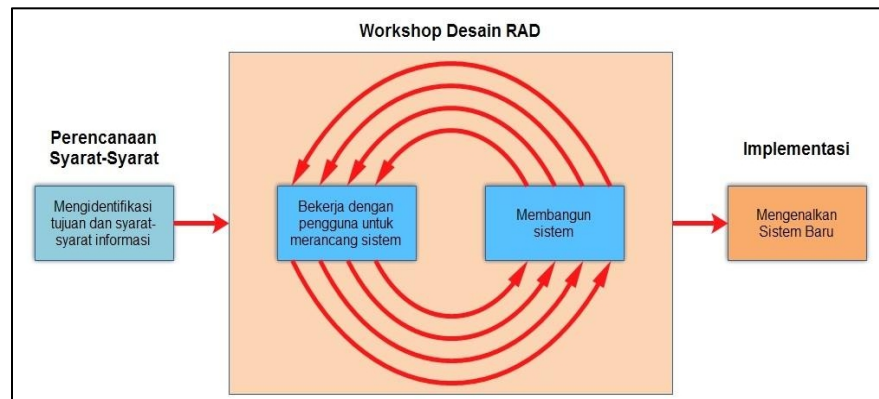 Workshop Desain RAD
Perencanaan
Syarat-Syarat
Mengidentifikasi
tujuan dan syarat-
syarat informasi
Bekerja dengan
pengguna untuk
merancang sistem
Membangun
sistem
Implementasi
Mengenalkan
Sistem Baru